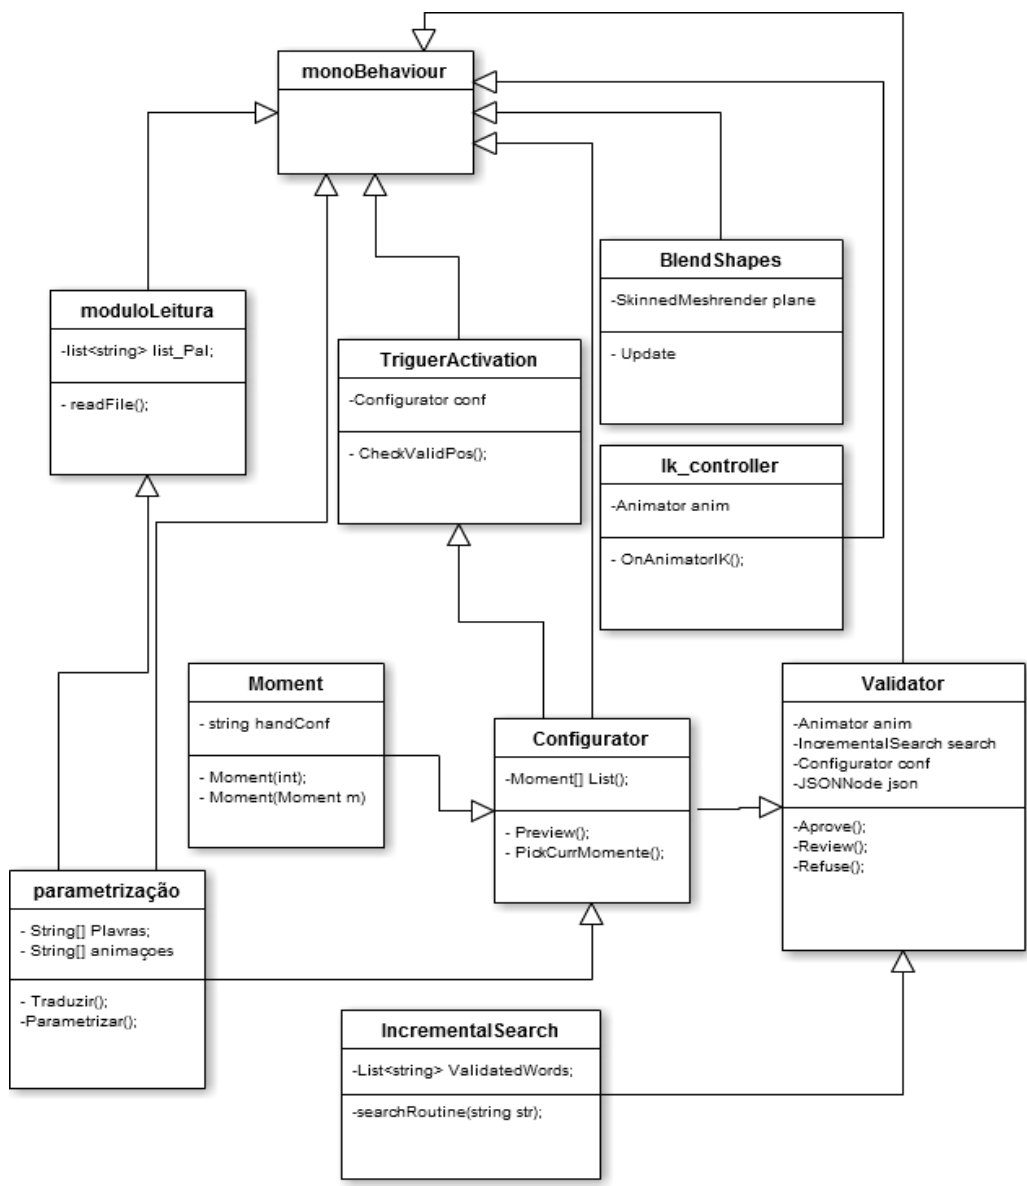 monoBehaviour
BlendShapes
-SkinnedMeshrender plane
- Update
moduloLeitura
-list<string> list_Pal;
- readFile();
TriguerActivation
-Configurator conf
- CheckValidPos();
Ik_controller
-Animator anim
- OnAnimatorIK();
Moment
- string handConf
- Moment(int);
- Moment(Moment m)
Configurator
-Moment[] List();
- Preview();
- PickCurrMomente();
Validator
-Animator anim
-IncrementalSearch search
-Configurator conf
-JSONNode json
-Aprove();
-Review();
-Refuse();
parametrização
- String[] Plavras;
- String[] animaçoes
- Traduzir();
-Parametrizar();
IncrementalSearch
-List<string> ValidatedWords;
-searchRoutine(string str);